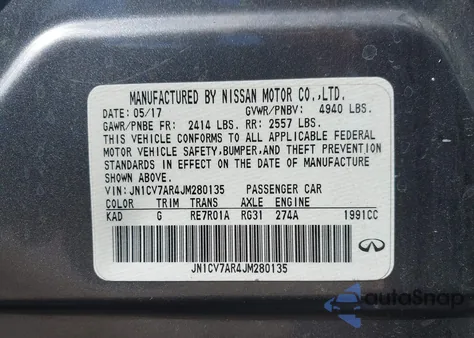 MANUFACTURED BY NISSAN MOTOR CO.,LTD.
DATE: 05/17 GVWR/PNBV: 4940 LBS.
GAWR/PNBE FR: 2414 LBS. RR: 2557 LBS.
THIS VEHICLE CONFORMS TO ALL APPLICABLE FEDERAL
MOTOR VEHICLE SAFETY,BUMPER,AND THEFT PREVENTION
STANDARDS IN EFFECT ON THE DATE OF MANUFACTURE
SHOWN ABOVE.
VIN: JN1CV7AR4JM280135 PASSENGER CAR
COLOR TRIM TRANS AXLE ENGINE
KAD G RE7R01A RG31 274A 1991CC
JN1CV7AR4JM280135
autoSnap